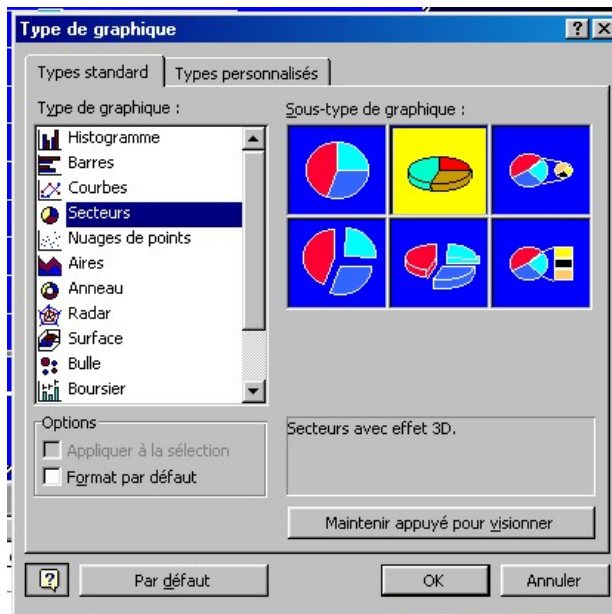 Type de graphique
Types standard
Types personnalisés
Type de graphique :
Sous-type de graphique :
Histogramme
Barres
Courbes
Secteurs
Nuages de points
Aires
Anneau
Radar
Surface
Bulle
Boursier
Options
Appliquer à la sélection
Format par défaut
Secteurs avec effet 3D.
Maintenir appuyé pour visionner
Par défaut
OK
Annuler